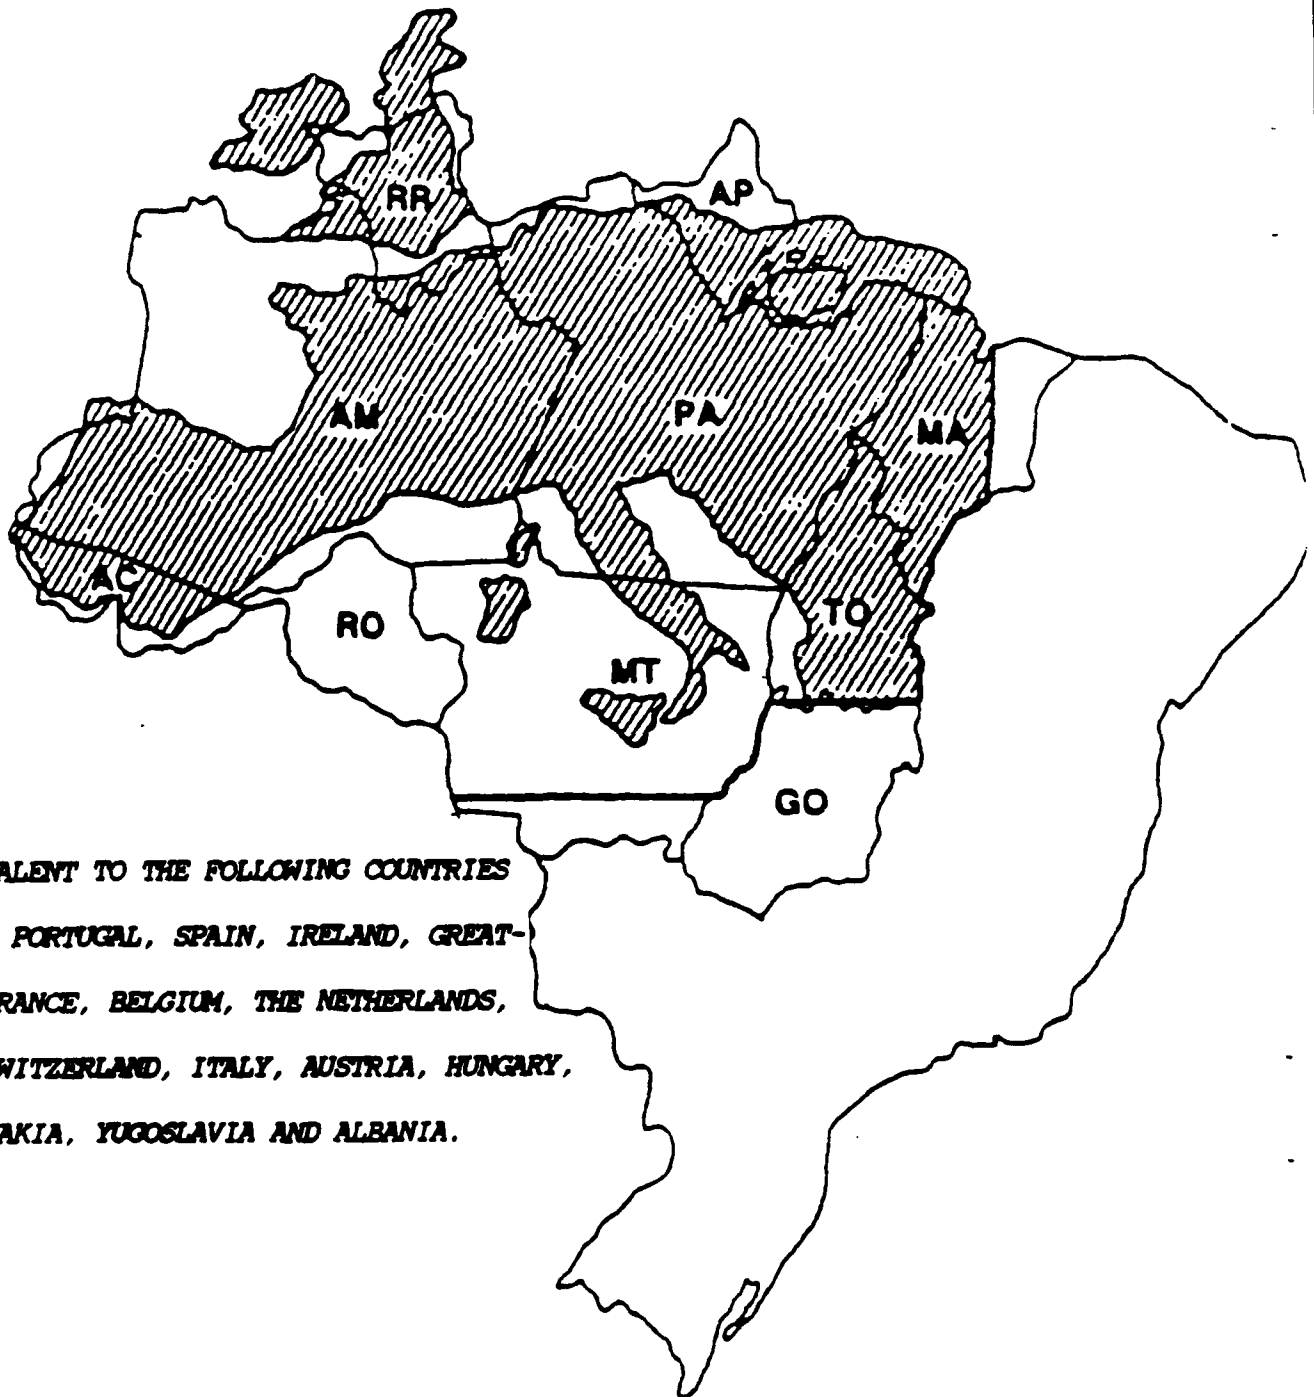 RR
AP
AM
PA
MA
AC
RO
TO
MT
GO
ALENT TO THE FOLLOWING COUNTRIES
PORTUGAL, SPAIN, IRELAND, GREAT-
RANCE, BELGIUM, THE NETHERLANDS,
WITZERLAND, ITALY, AUSTRIA, HUNGARY,
AKIA, YUGOSLAVIA AND ALBANIA.